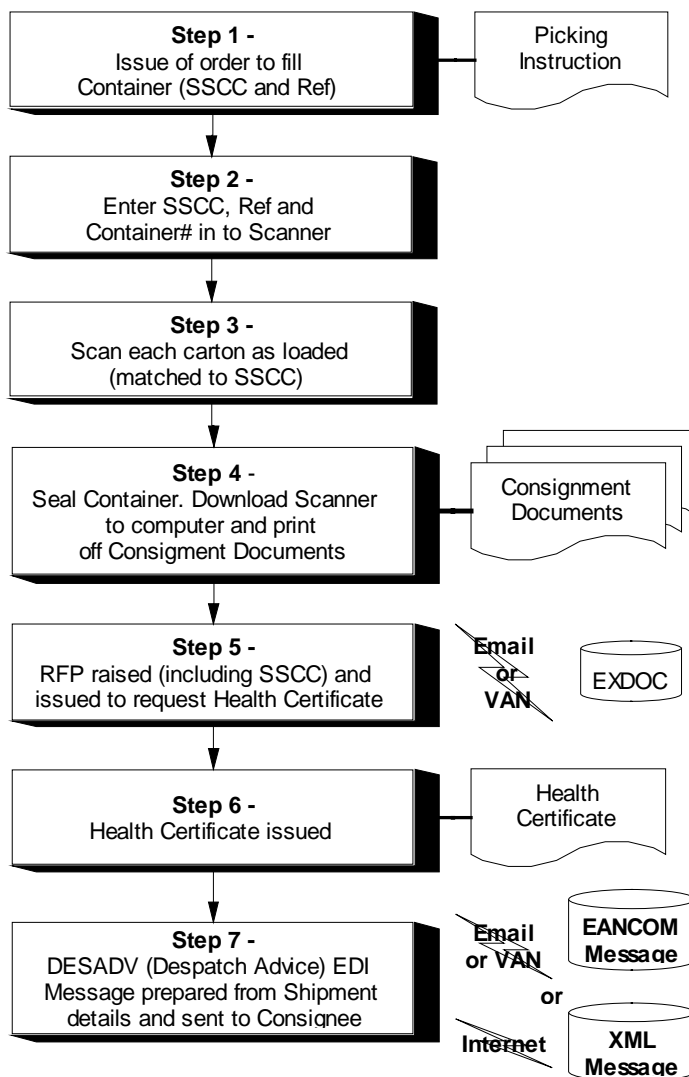 Step 1 -
Issue of order to fill
Container (SSCC and Ref)
Picking
Instruction
Step 2 -
Enter SSCC, Ref and
Container# in to Scanner
Step 3 -
Scan each carton as loaded
(matched to SSCC)
Step 4 -
Seal Container. Download Scanner
to computer and print
off Consigment Documents
Consignment
Documents
Step 5 -
RFP raised (including SSCC) and
issued to request Health Certificate
Email
or
VAN
EXDOC
Step 6 -
Health Certificate issued
Health
Certificate
Step 7 -
DESADV (Despatch Advice) EDI
Message prepared from Shipment
details and sent to Consignee
Email
or VAN
EANCOM
Message
or
Internet
XML
Message